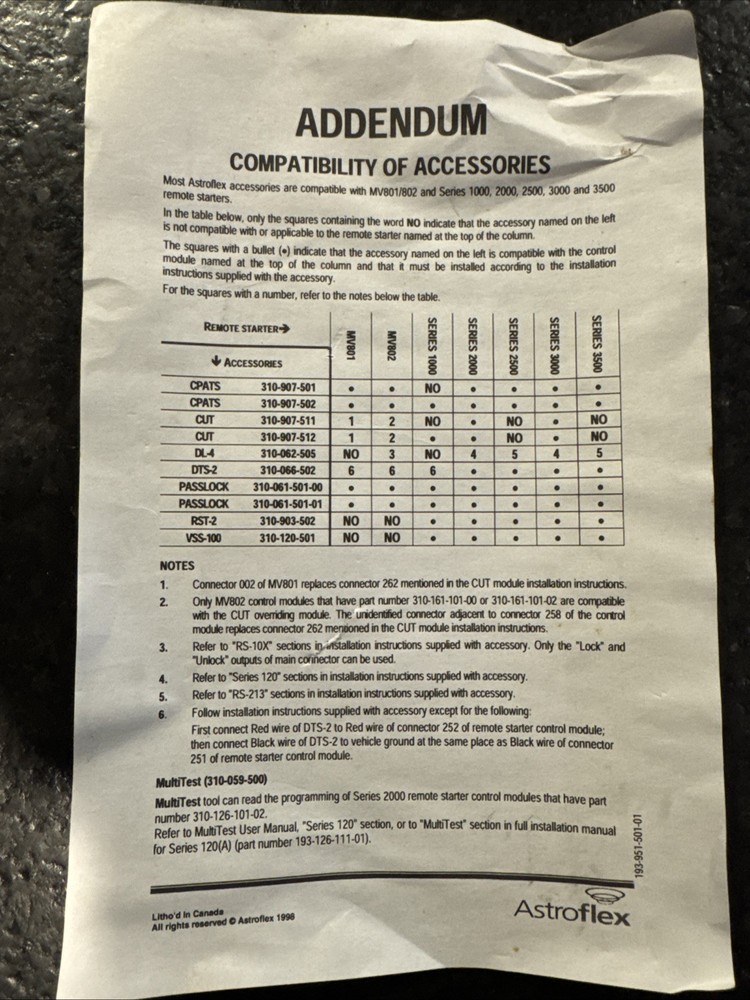 ADDENDUM
COMPATIBILITY OF ACCESSORIES
Most Astroflex accessories are compatible with MV801/802 and Series 1000, 2000, 2500, 3000 and 3500
remote starters.
In the table below, only the squares containing the word NO indicate that the accessory named on the left
is not compatible with or applicable to the remote starter named at the top of the column.
The squares with a bullet (•) indicate that the accessory named on the left is compatible with the control
module named at the top of the column and that it must be installed according to the installation
instructions supplied with the accessory.
For the squares with a number, refer to the notes below the table.
REMOTE STARTER→ MV801 MV802 SERIES 1000 SERIES 2000 SERIES 2500 SERIES 3000 SERIES 3500
↓ ACCESSORIES
CPATS 310-907-501 • • NO • • • •
CPATS 310-907-502 • • • • • • •
CUT 310-907-511 1 2 NO • NO • NO
CUT 310-907-512 1 2 • • NO • NO
DL-4 310-062-505 NO 3 NO 4 5 4 5
DTS-2 310-066-502 6 6 6 • • • •
PASSLOCK 310-061-501-00 • • • • • • •
PASSLOCK 310-061-501-01 • • • • • • •
RST-2 310-903-502 NO NO • • • • •
VSS-100 310-120-501 NO NO • • • • •
NOTES
1. Connector 002 of MV801 replaces connector 262 mentioned in the CUT module installation instructions.
2. Only MV802 control modules that have part number 310-161-101-00 or 310-161-101-02 are compatible
with the CUT overriding module. The unidentified connector adjacent to connector 258 of the control
module replaces connector 262 mentioned in the CUT module installation instructions.
3. Refer to "RS-10X" sections in installation instructions supplied with accessory. Only the "Lock" and
"Unlock" outputs of main connector can be used.
4. Refer to "Series 120" sections in installation instructions supplied with accessory.
5. Refer to "RS-213" sections in installation instructions supplied with accessory.
6. Follow installation instructions supplied with accessory except for the following:
First connect Red wire of DTS-2 to Red wire of connector 252 of remote starter control module;
then connect Black wire of DTS-2 to vehicle ground at the same place as Black wire of connector
251 of remote starter control module.
MultiTest (310-059-500)
MultiTest tool can read the programming of Series 2000 remote starter control modules that have part
number 310-126-101-02.
Refer to MultiTest User Manual, "Series 120" section, or to "MultiTest" section in full installation manual
for Series 120(A) (part number 193-126-111-01).
193-951-501-01
Litho'd in Canada
All rights reserved © Astroflex 1998
Astroflex